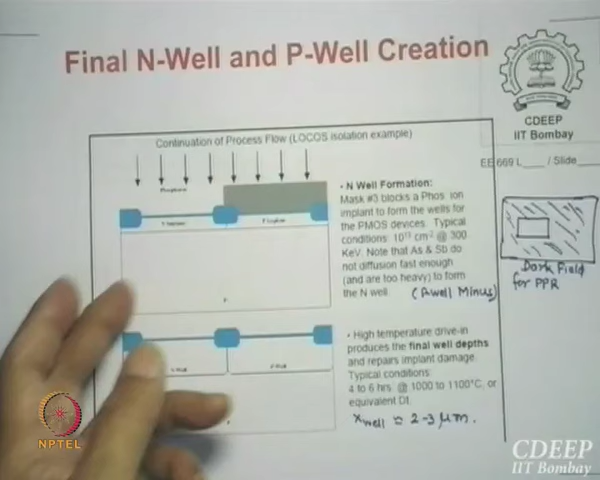 Final N-Well and P-Well Creation
CDEEP
IIT Bombay
EE 669 L___ / Slide___
Continuation of Process Flow (LOCOS isolation example)
Phosphorus
P
• N Well Formation:
Mask #3 blocks a Phos. ion
implant to form the wells for
the PMOS devices. Typical
conditions: 10¹³ cm⁻² @ 300
KeV. Note that As & Sb do
not diffusion fast enough
(and are too heavy) to form
the N well. (Pwell Minus)
Dark Field
for PPR
• High temperature drive-in
produces the final well depths
and repairs implant damage.
Typical conditions:
4 to 6 hrs @ 1000 to 1100°C, or
equivalent Dt.
xwell ≈ 2-3 μm.
NPTEL
CDEEP
IIT Bombay